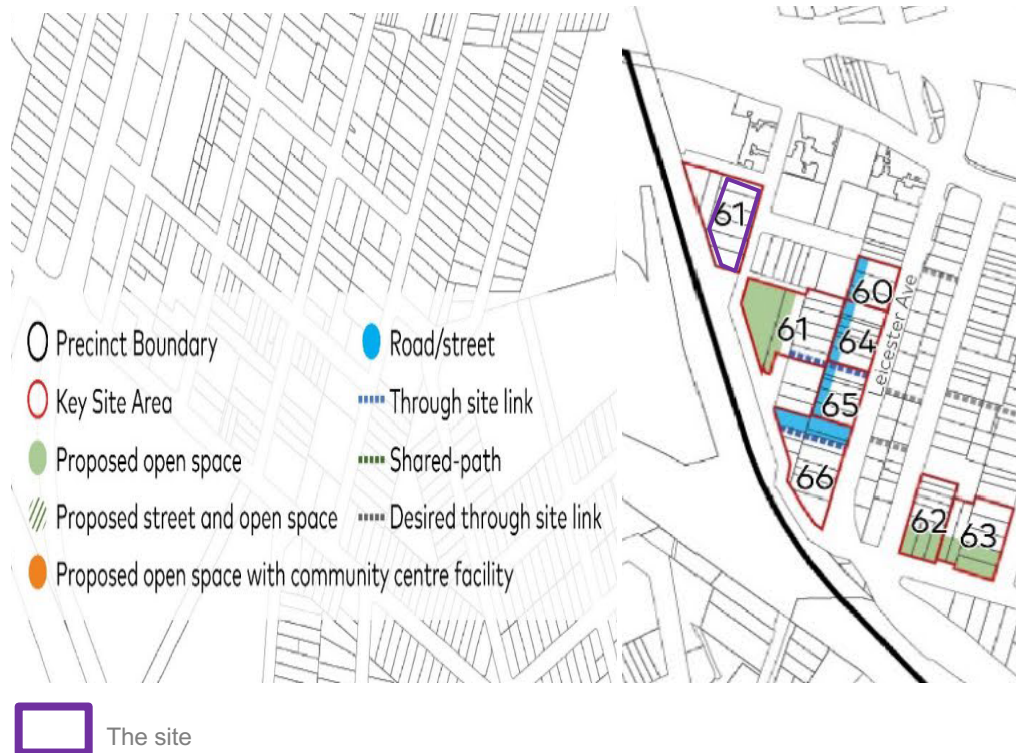 Precinct Boundary
Key Site Area
Proposed open space
Proposed street and open space
Proposed open space with community centre facility
Road/street
Through site link
Shared-path
Desired through site link
61
60
61
64
Leicester Ave
65
66
62
63
The site